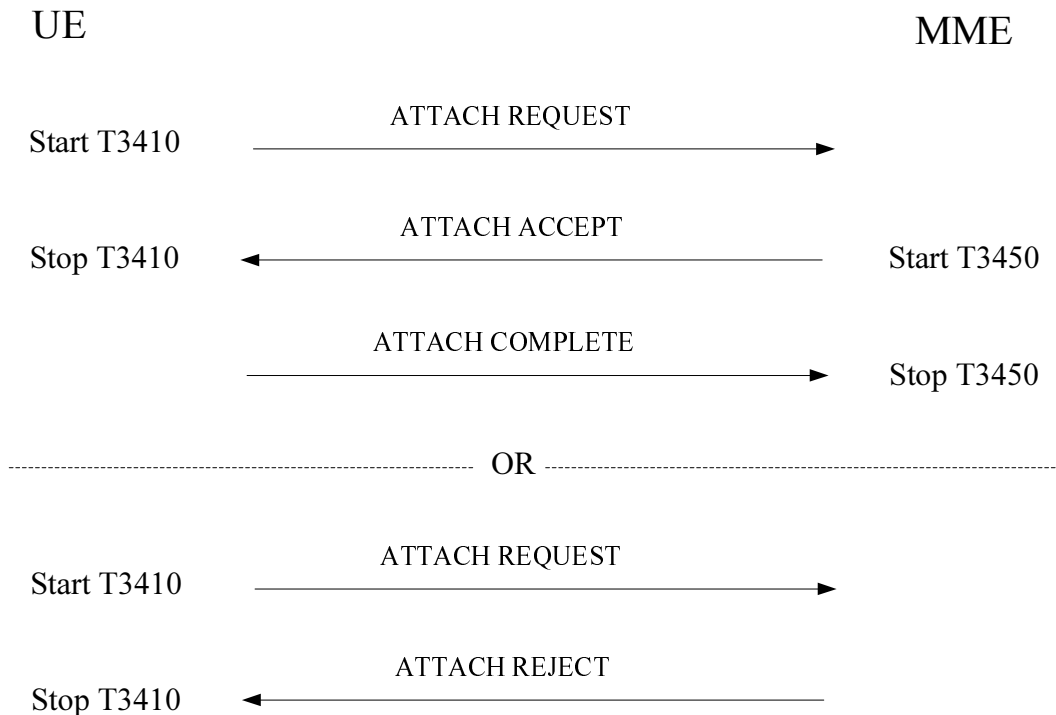 UE MME
ATTACH REQUEST
Start T3410
ATTACH ACCEPT
Stop T3410 Start T3450
ATTACH COMPLETE
Stop T3450
OR
ATTACH REQUEST
Start T3410
ATTACH REJECT
Stop T3410